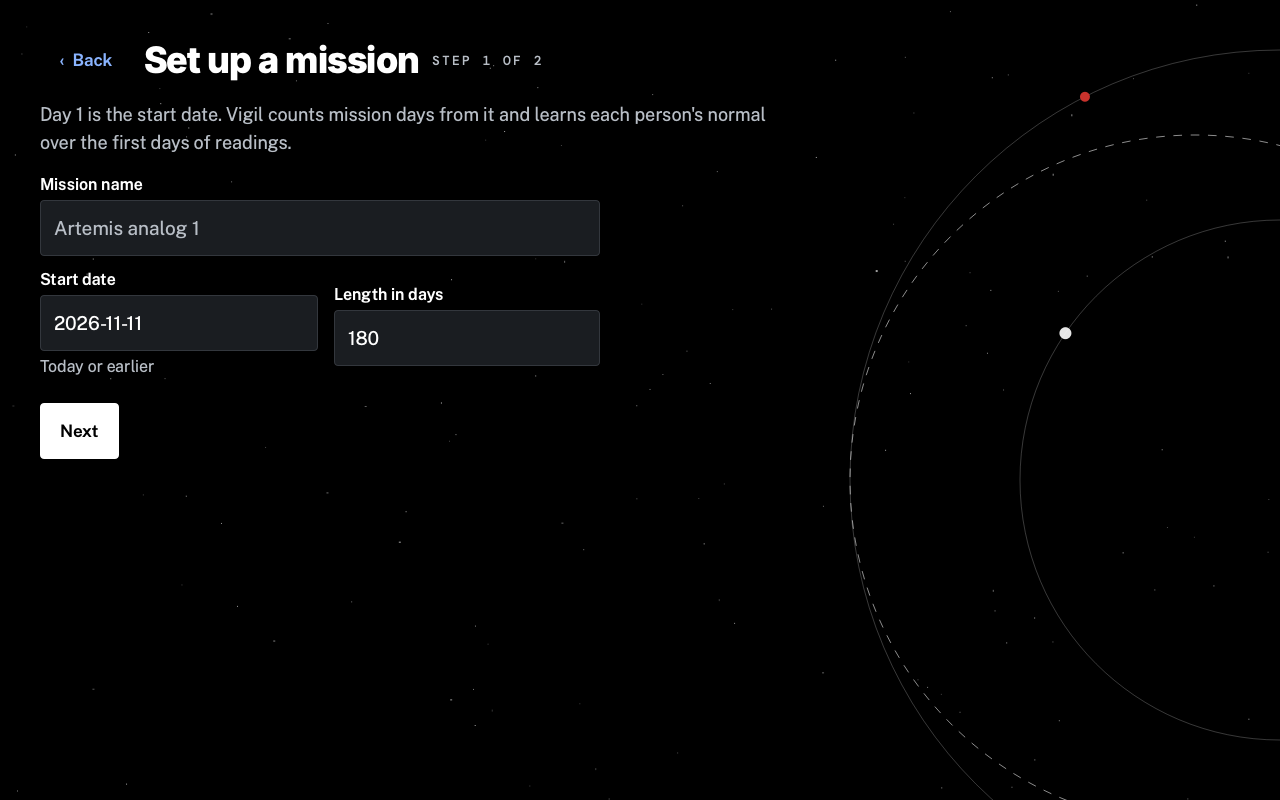 ‹ Back
Set up a mission
STEP 1 OF 2
Day 1 is the start date. Vigil counts mission days from it and learns each person's normal
over the first days of readings.
Mission name
Artemis analog 1
Start date
2026-11-11
Today or earlier
Length in days
180
Next